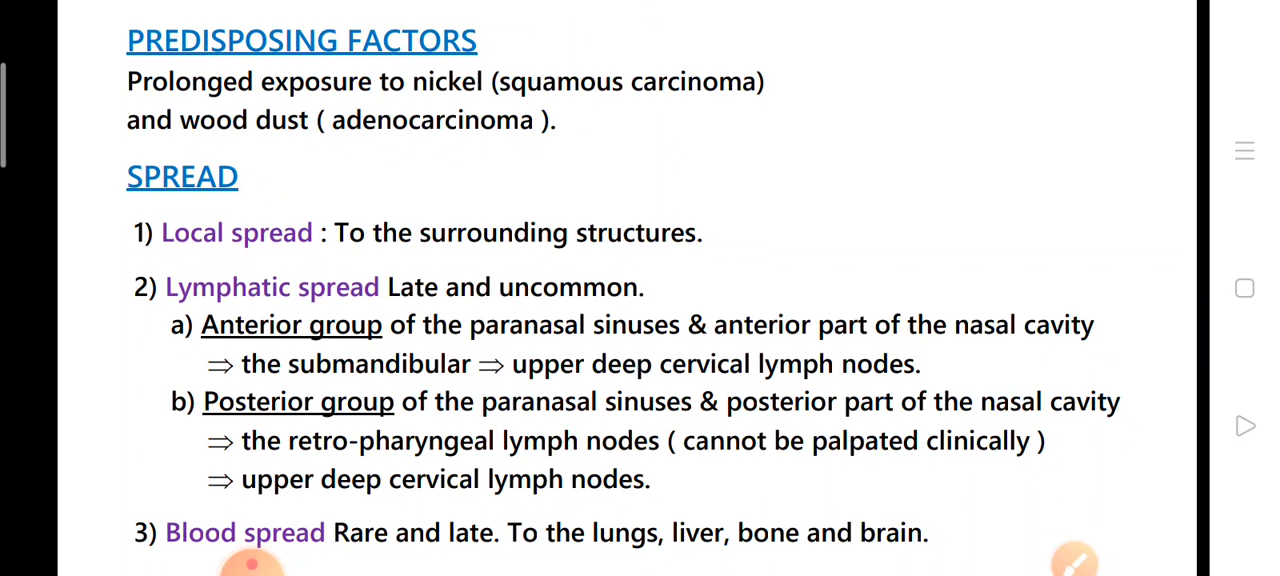 PREDISPOSING FACTORS
Prolonged exposure to nickel (squamous carcinoma)
and wood dust ( adenocarcinoma ).
SPREAD
1) Local spread : To the surrounding structures.
2) Lymphatic spread Late and uncommon.
a) Anterior group of the paranasal sinuses & anterior part of the nasal cavity
⇒ the submandibular ⇒ upper deep cervical lymph nodes.
b) Posterior group of the paranasal sinuses & posterior part of the nasal cavity
⇒ the retro-pharyngeal lymph nodes ( cannot be palpated clinically )
⇒ upper deep cervical lymph nodes.
3) Blood spread Rare and late. To the lungs, liver, bone and brain.